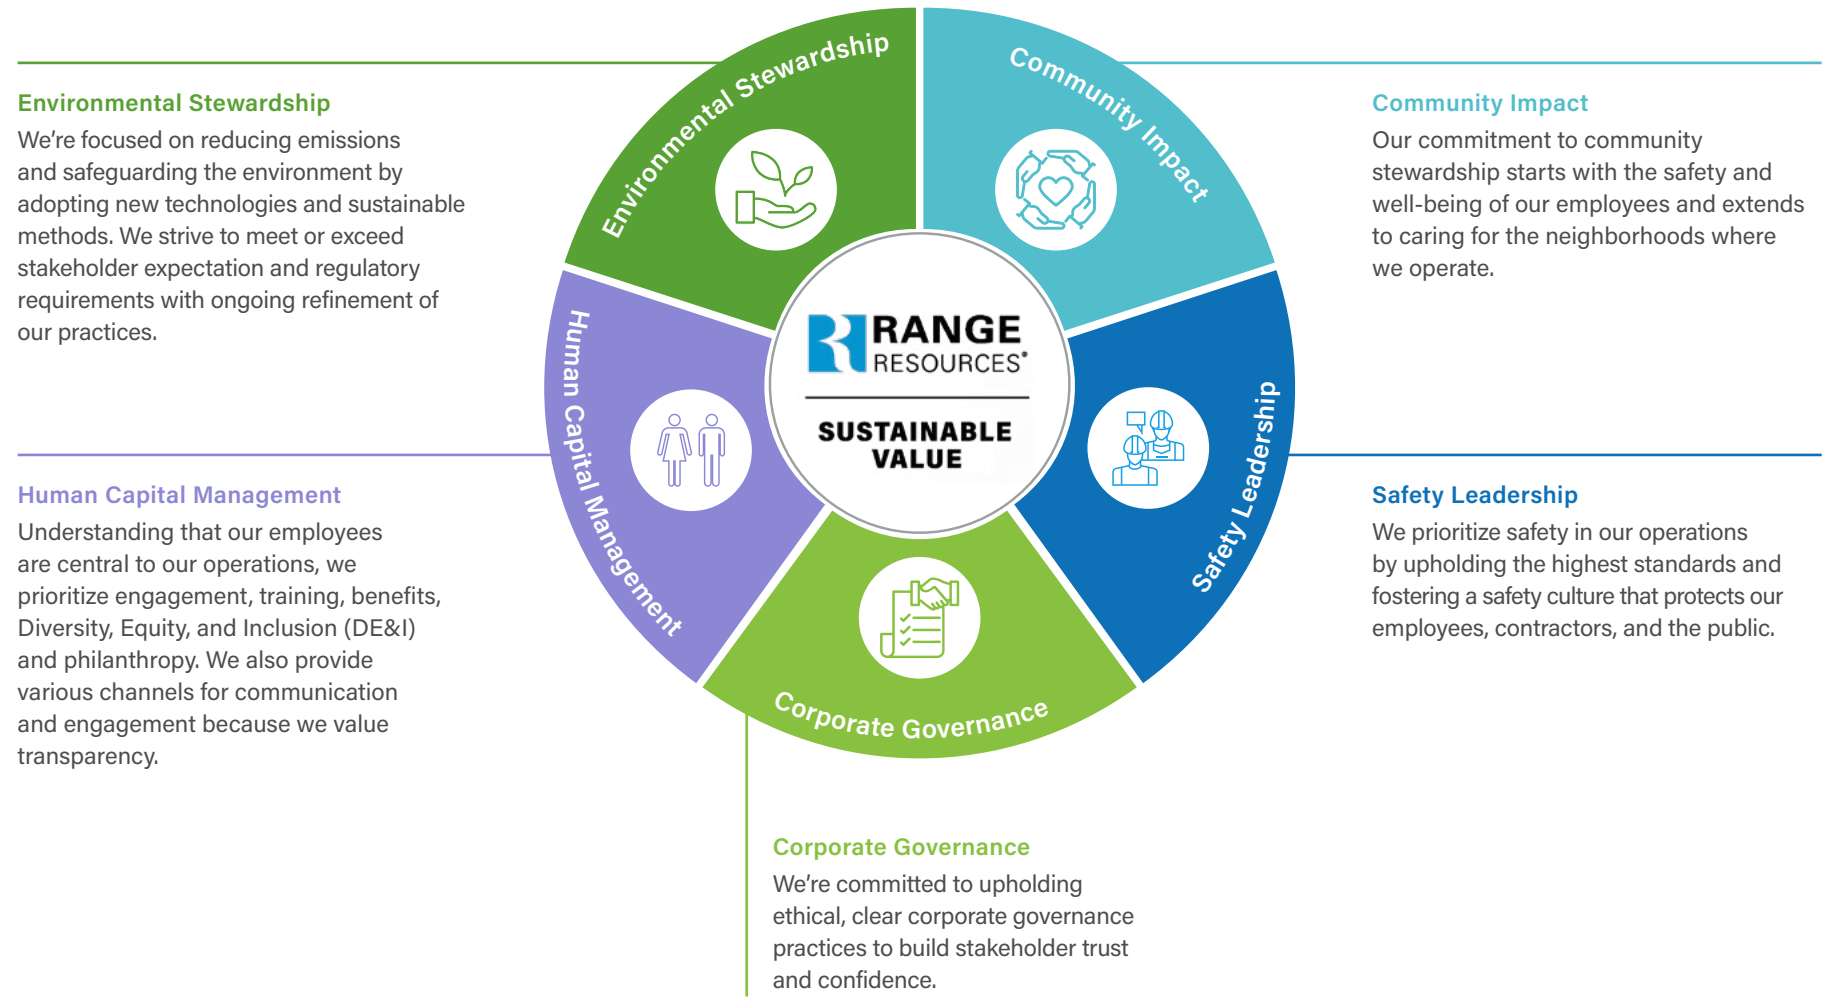 Environmental Stewardship
We’re focused on reducing emissions
and safeguarding the environment by
adopting new technologies and sustainable
methods. We strive to meet or exceed
stakeholder expectation and regulatory
requirements with ongoing refinement of
our practices.
Human Capital Management
Understanding that our employees
are central to our operations, we
prioritize engagement, training, benefits,
Diversity, Equity, and Inclusion (DE&I)
and philanthropy. We also provide
various channels for communication
and engagement because we value
transparency.
Environmental Stewardship
Community Impact
Human Capital Management
Safety Leadership
Corporate Governance
RANGE
RESOURCES®
SUSTAINABLE
VALUE
Community Impact
Our commitment to community
stewardship starts with the safety and
well-being of our employees and extends
to caring for the neighborhoods where
we operate.
Safety Leadership
We prioritize safety in our operations
by upholding the highest standards and
fostering a safety culture that protects our
employees, contractors, and the public.
Corporate Governance
We’re committed to upholding
ethical, clear corporate governance
practices to build stakeholder trust
and confidence.